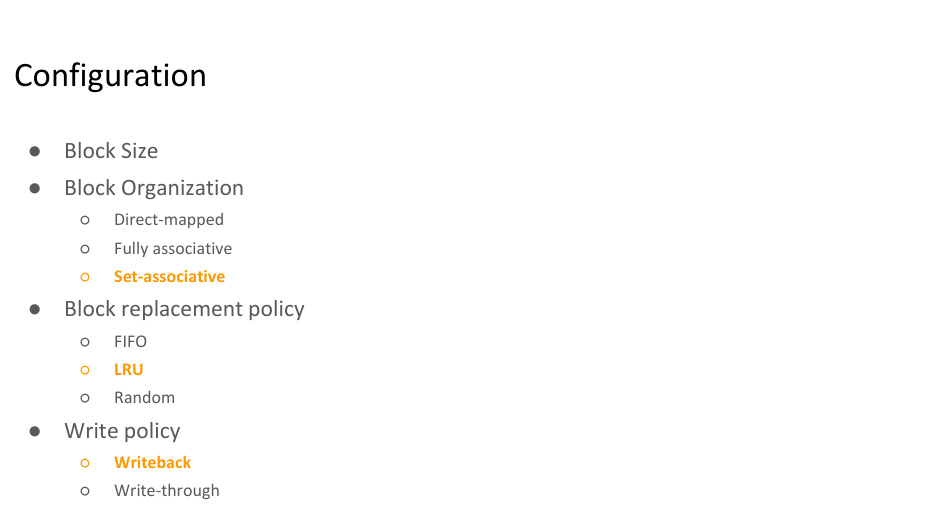 Configuration
● Block Size
● Block Organization
○ Direct-mapped
○ Fully associative
○ Set-associative
● Block replacement policy
○ FIFO
○ LRU
○ Random
● Write policy
○ Writeback
○ Write-through